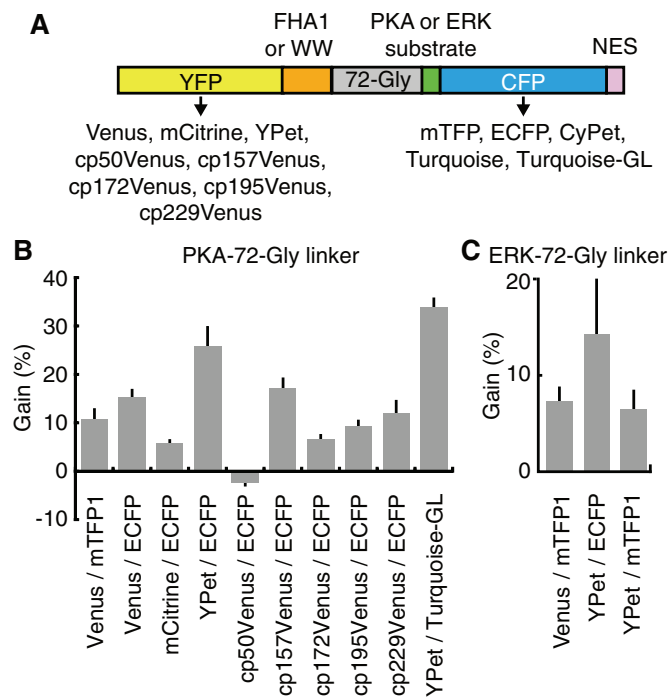 A
FHA1
or WW
PKA or ERK
substrate
NES
YFP
72-Gly
CFP
Venus, mCitrine, YPet,
cp50Venus, cp157Venus,
cp172Venus, cp195Venus,
cp229Venus
mTFP, ECFP, CyPet,
Turquoise, Turquoise-GL
B
PKA-72-Gly linker
Gain (%)
40
30
20
10
0
-10
Venus / mTFP1
Venus / ECFP
mCitrine / ECFP
YPet / ECFP
cp50Venus / ECFP
cp157Venus / ECFP
cp172Venus / ECFP
cp195Venus / ECFP
cp229Venus / ECFP
YPet / Turquoise-GL
C
ERK-72-Gly linker
Gain (%)
20
10
0
Venus / mTFP1
YPet / ECFP
YPet / mTFP1